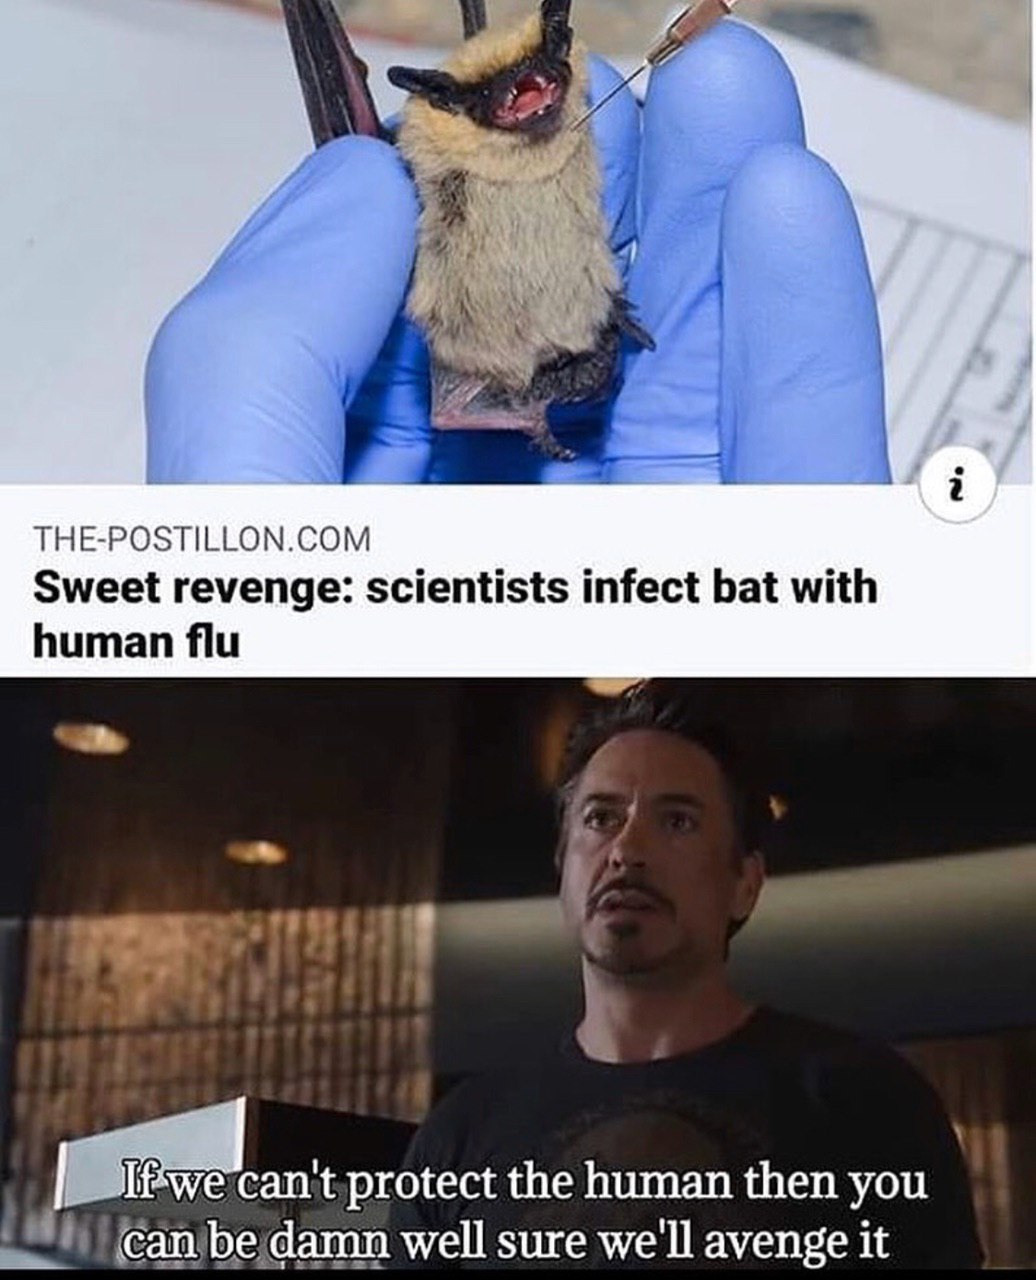 i
THE-POSTILLON.COM
Sweet revenge: scientists infect bat with
human flu
If we can't protect the human then you
can be damn well sure we'll avenge it